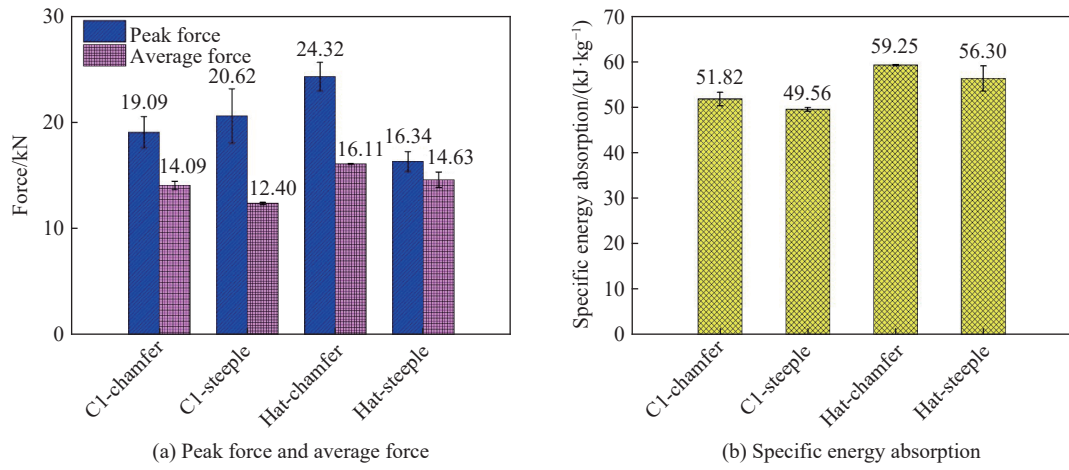 30
20
10
0
Force/kN
Peak force
Average force
19.09
14.09
20.62
12.40
24.32
16.11
16.34
14.63
C1-chamfer
C1-steeple
Hat-chamfer
Hat-steeple
(a) Peak force and average force
70
60
50
40
30
20
10
0
Specific energy absorption/(kJ·kg⁻¹)
51.82
49.56
59.25
56.30
C1-chamfer
C1-steeple
Hat-chamfer
Hat-steeple
(b) Specific energy absorption